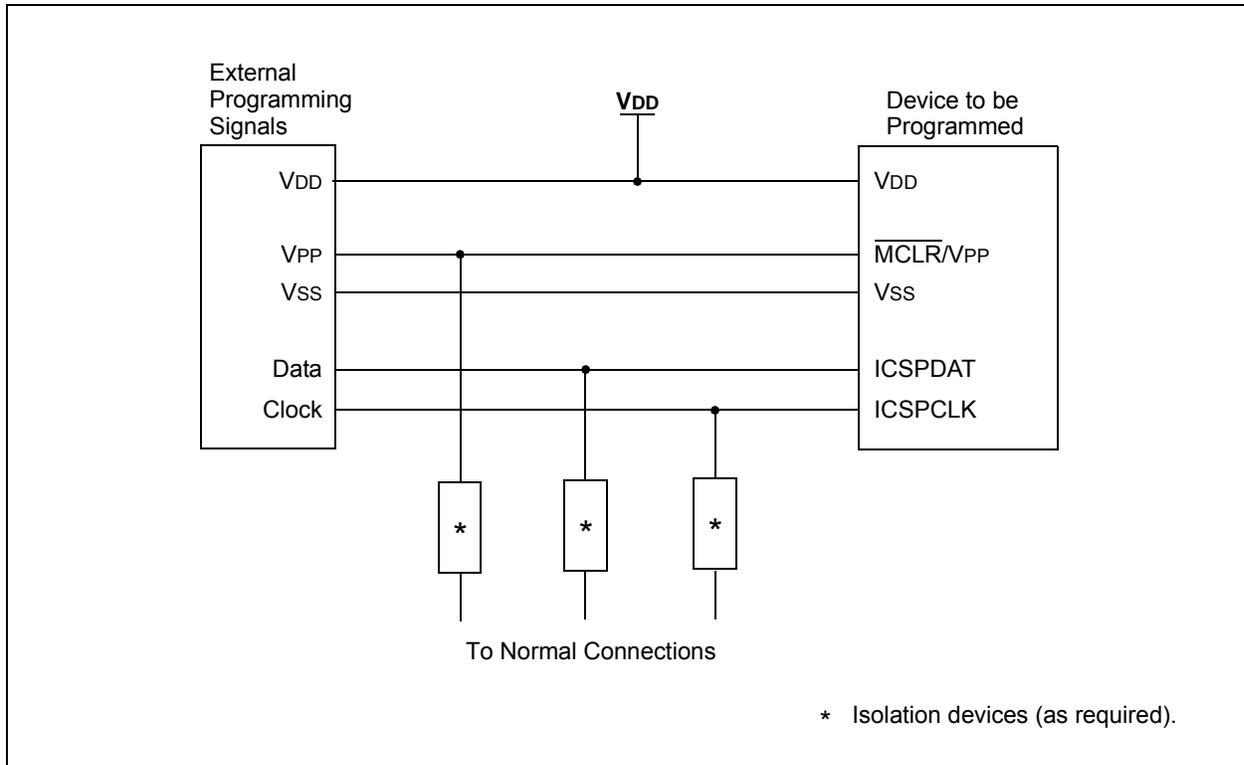 External
Programming
Signals
VDD
Device to be
Programmed
VDD
VPP
VSS
Data
Clock
VDD
MCLR/VPP
VSS
ICSPDAT
ICSPCLK
*
*
*
To Normal Connections
* Isolation devices (as required).